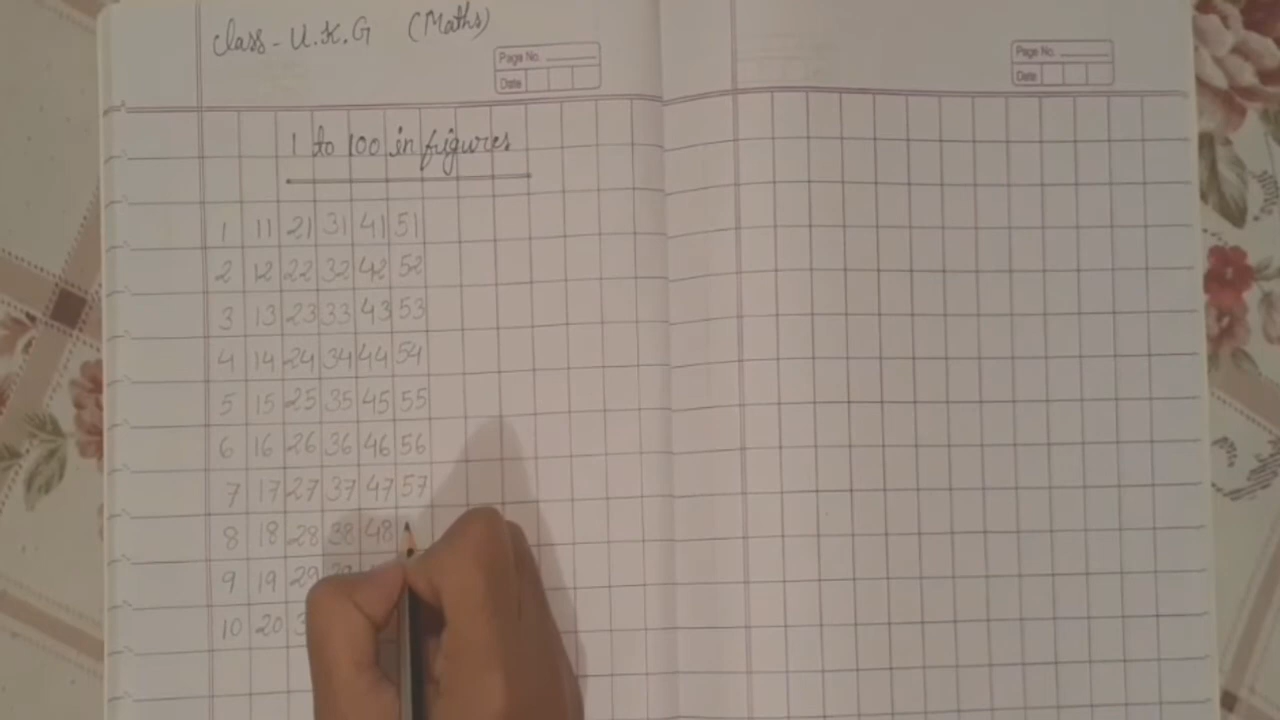 Class - U.K.G (Maths)
Page No.
Date
Page No.
Date
1 to 100 in figures
1 11 21 31 41 51
2 12 22 32 42 52
3 13 23 33 43 53
4 14 24 34 44 54
5 15 25 35 45 55
6 16 26 36 46 56
7 17 27 37 47 57
8 18 28 38 48
9 19 29
10 20